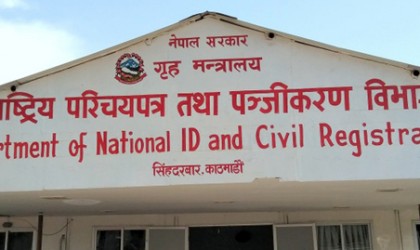 नेपाल सरकार
गृह मन्त्रालय
ाष्ट्रिय परिचयपत्र तथा पञ्जीकरण विभाग
rtment of National ID and Civil Registra
सिंहदरबार, काठमाडौं